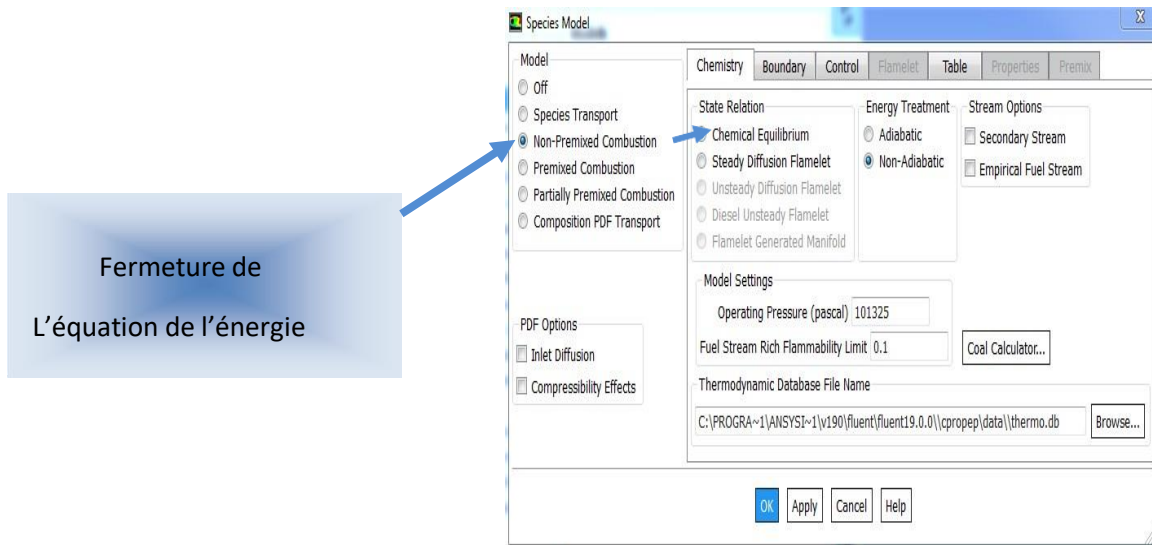 Species Model
X
Model
Off
Species Transport
Non-Premixed Combustion
Premixed Combustion
Partially Premixed Combustion
Composition PDF Transport
PDF Options
Inlet Diffusion
Compressibility Effects
Chemistry Boundary Control Flamelet Table Properties Premix
State Relation
Chemical Equilibrium
Steady Diffusion Flamelet
Unsteady Diffusion Flamelet
Diesel Unsteady Flamelet
Flamelet Generated Manifold
Energy Treatment
Adiabatic
Non-Adiabatic
Stream Options
Secondary Stream
Empirical Fuel Stream
Model Settings
Operating Pressure (pascal) 101325
Fuel Stream Rich Flammability Limit 0.1
Coal Calculator...
Thermodynamic Database File Name
C:\PROGRA~1\ANSYSI~1\v190\fluent\fluent19.0.0\\cpropep\data\\thermo.db Browse...
OK Apply Cancel Help
Fermeture de
L’équation de l’énergie